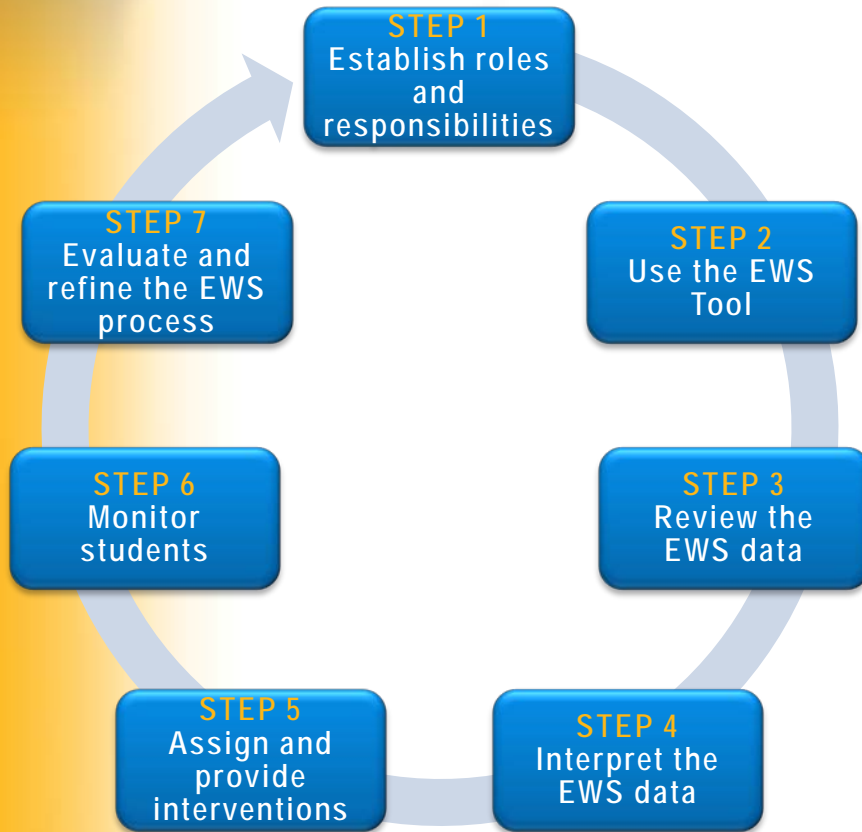 STEP 1
Establish roles
and
responsibilities
STEP 2
Use the EWS
Tool
STEP 3
Review the
EWS data
STEP 4
Interpret the
EWS data
STEP 5
Assign and
provide
interventions
STEP 6
Monitor
students
STEP 7
Evaluate and
refine the EWS
process